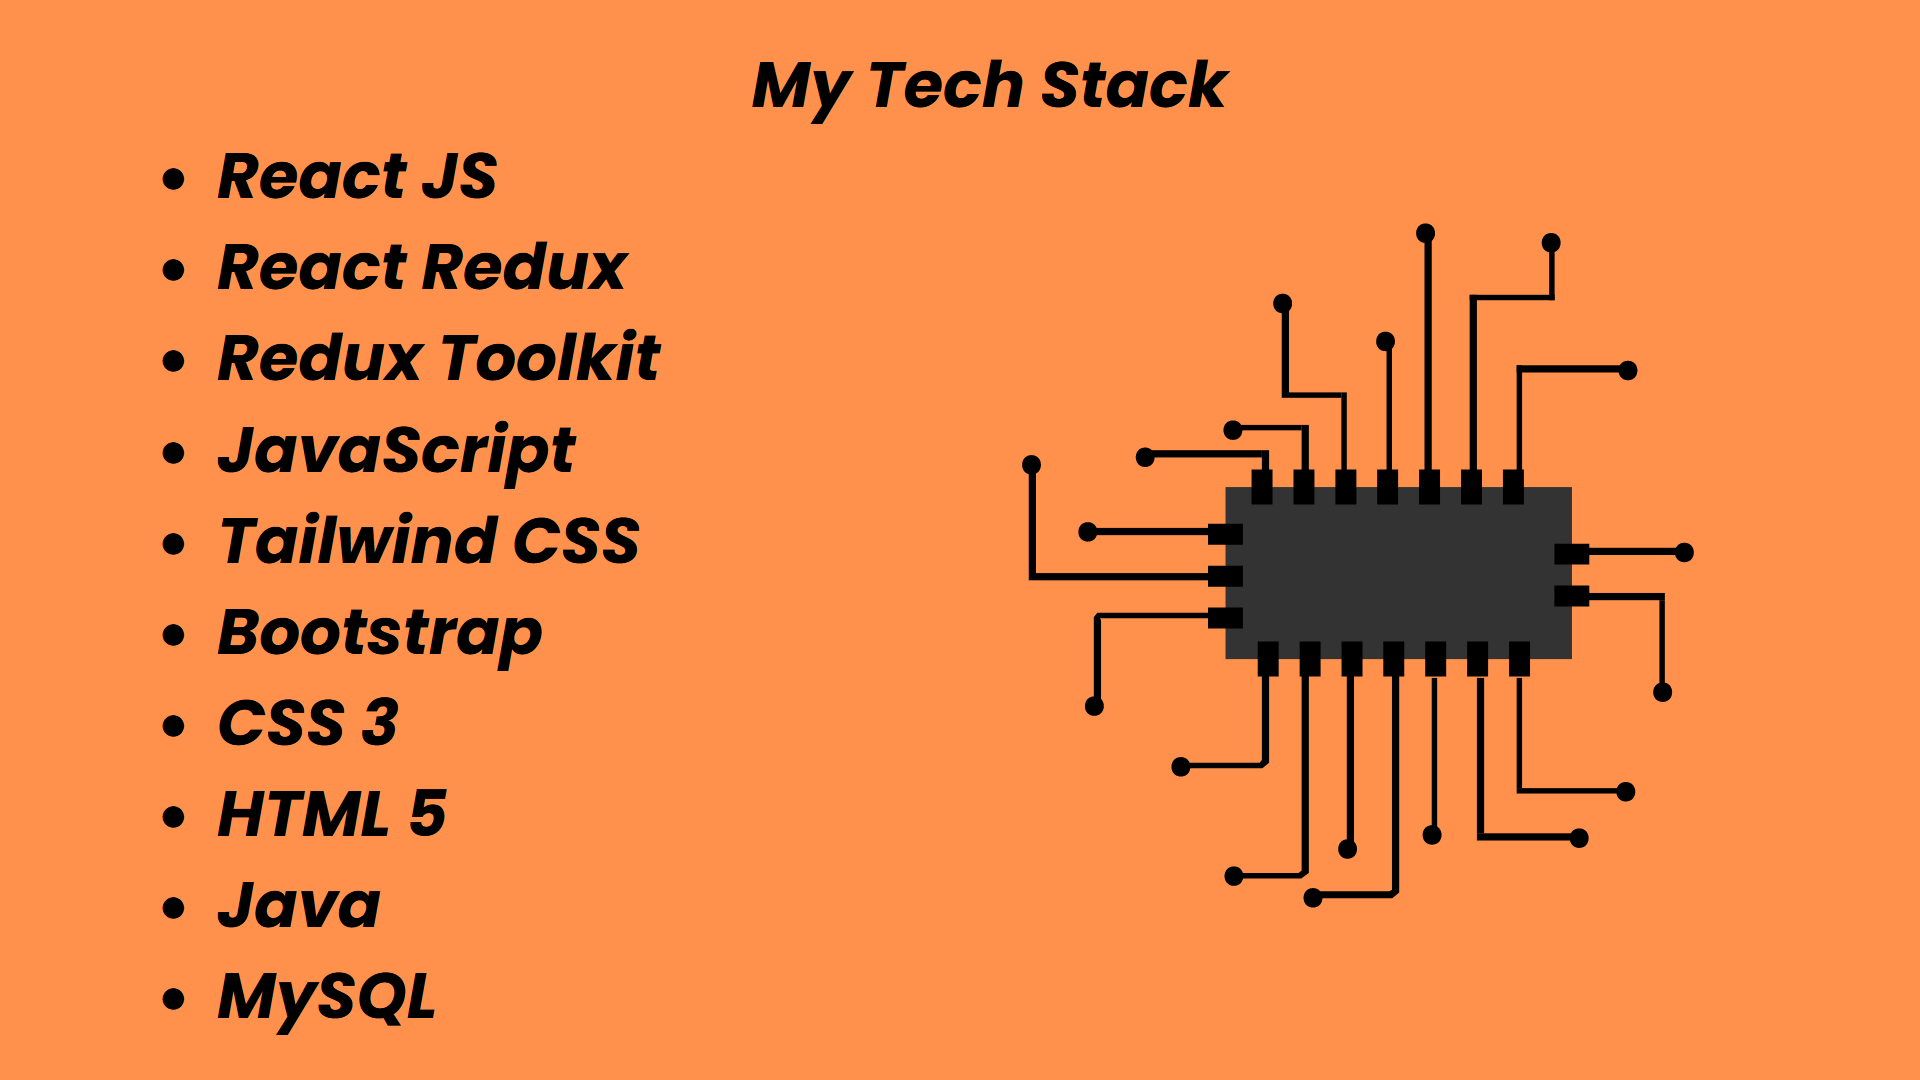 My Tech Stack
• React JS
• React Redux
• Redux Toolkit
• JavaScript
• Tailwind CSS
• Bootstrap
• CSS 3
• HTML 5
• Java
• MySQL